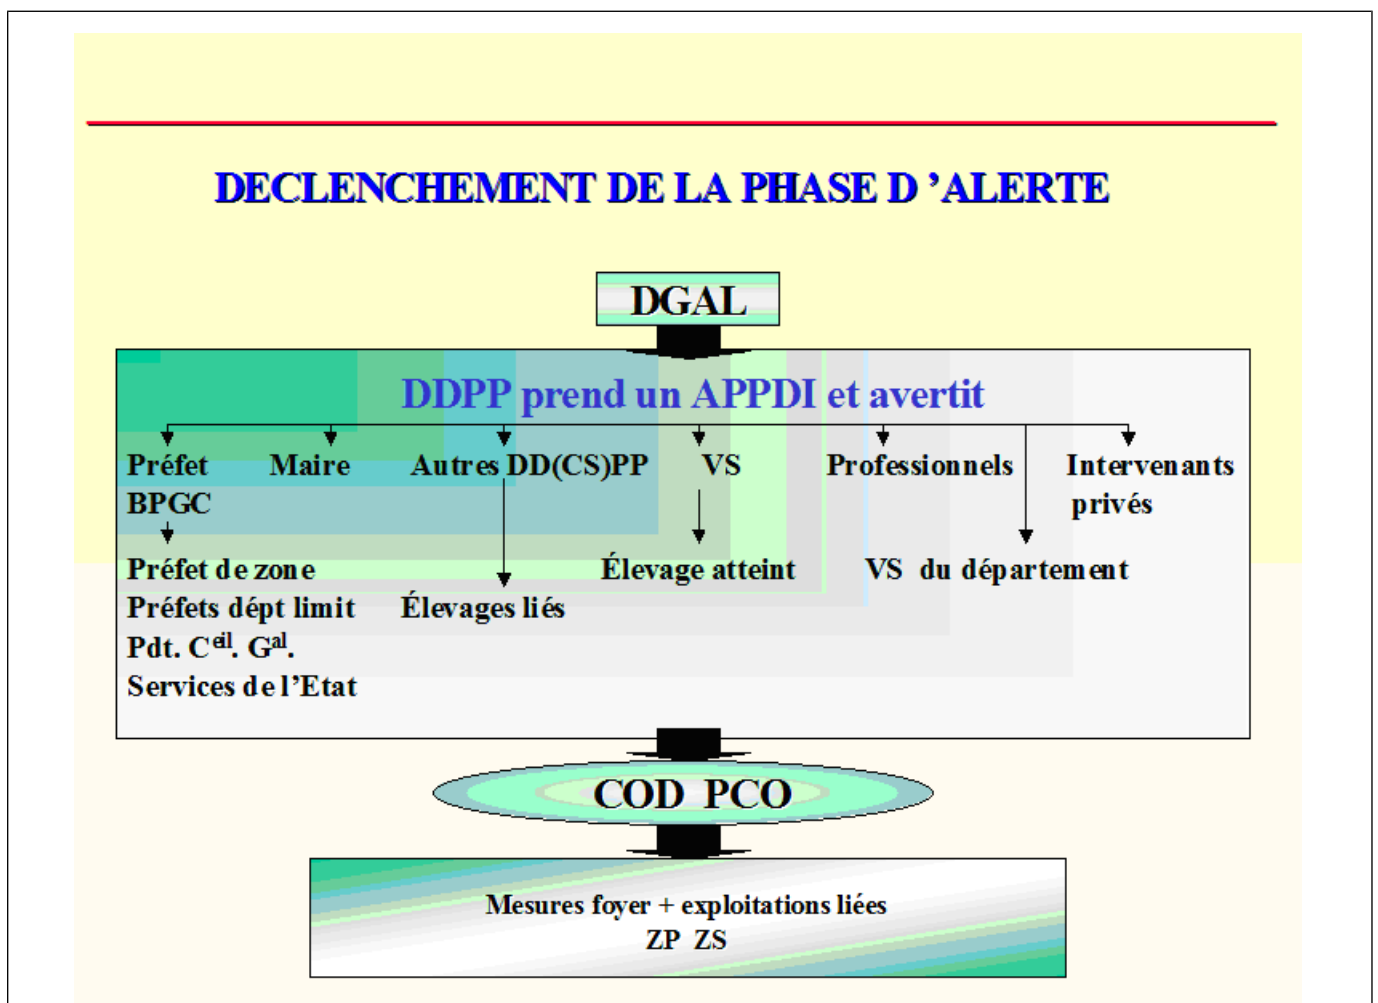 DECLENCHEMENT DE LA PHASE D ’ALERTE
DGAL
DDPP prend un APPDI et avertit
Préfet Maire Autres DD(CS)PP VS Professionnels Intervenants
BPGC privés
Préfet de zone Élevage atteint VS du département
Préfets dépt limit Élevages liés
Pdt. Ceil. Gal.
Services de l’Etat
COD PCO
Mesures foyer + exploitations liées
ZP ZS